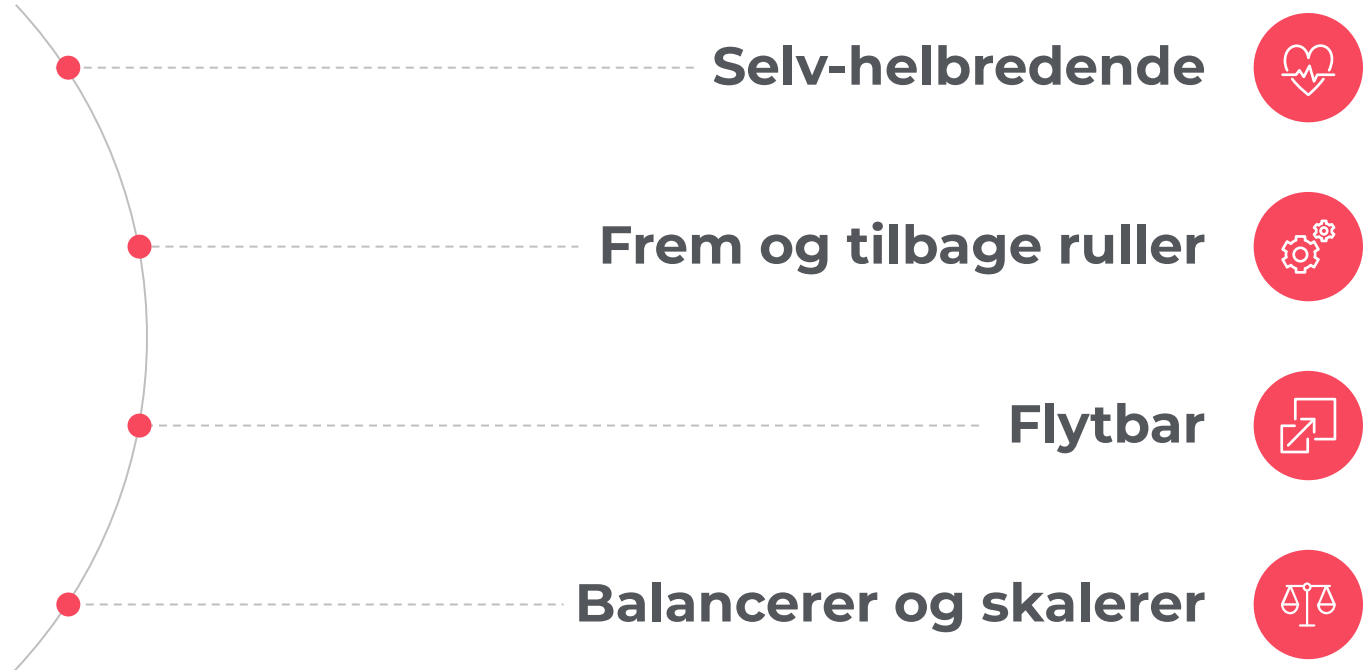 Selv-helbredende
Frem og tilbage ruller
Flytbar
Balancerer og skalerer